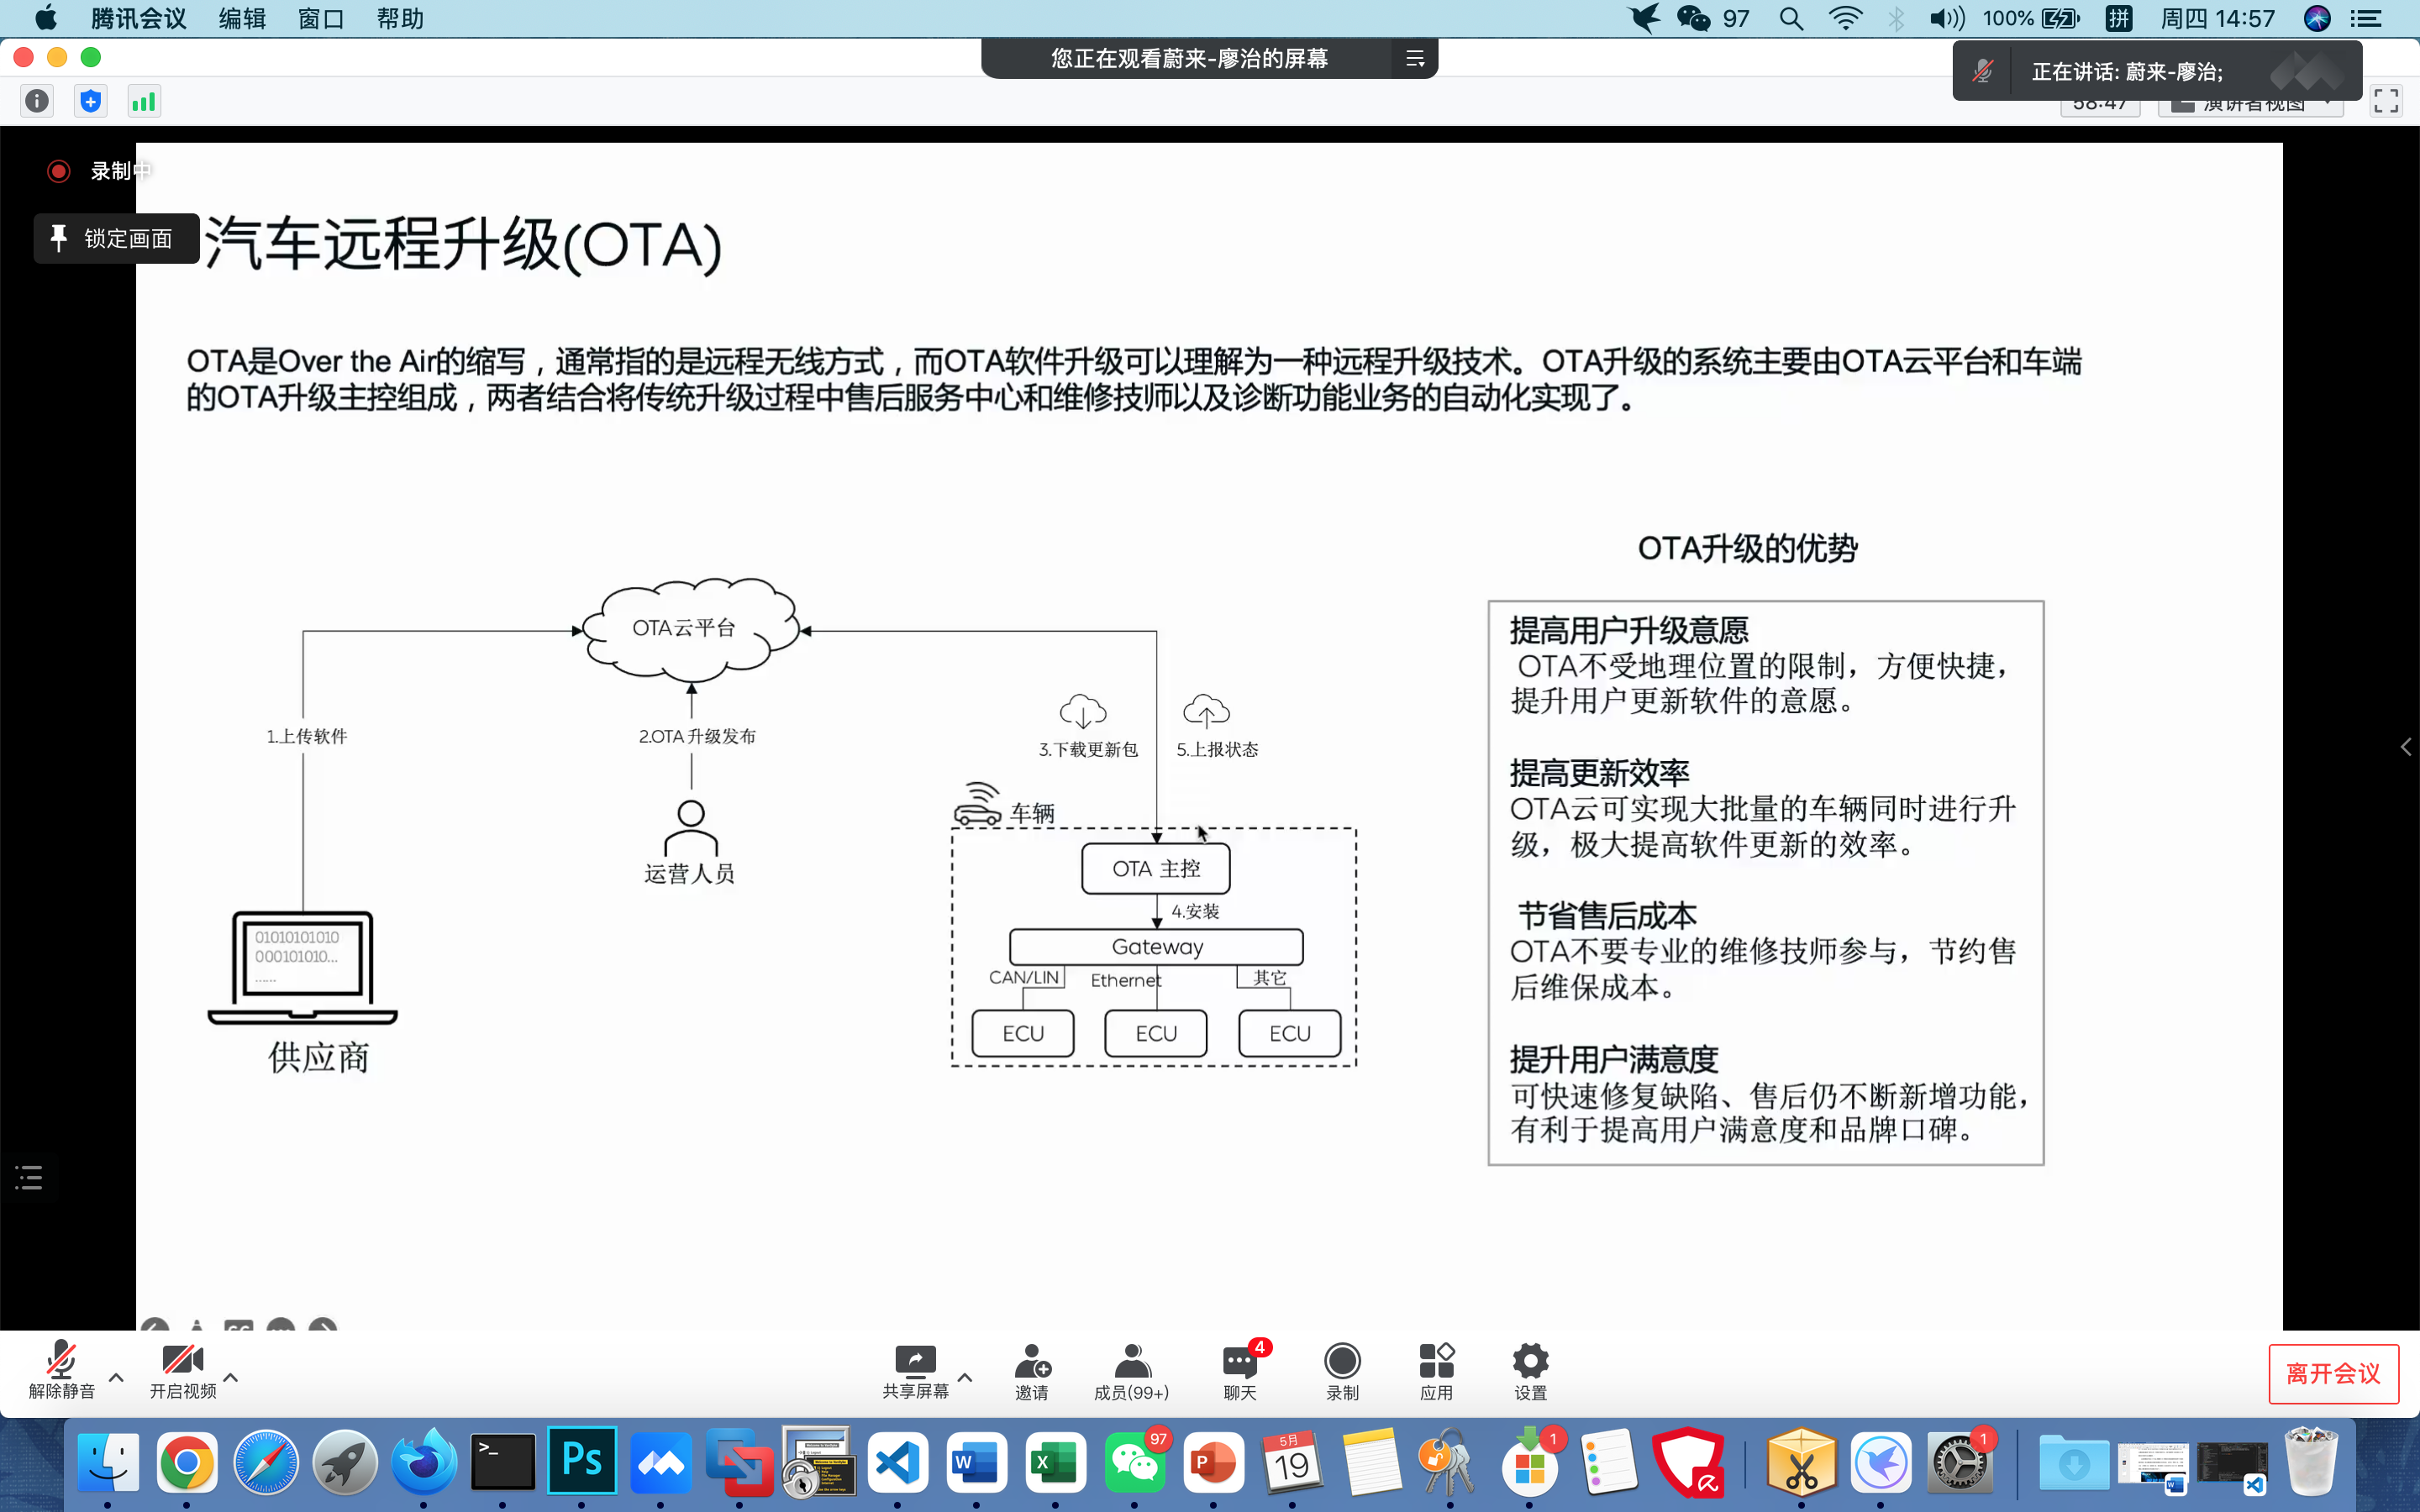 腾讯会议 编辑 窗口 帮助
97 100% 拼 周四 14:57
您正在观看蔚来-廖治的屏幕
正在讲话: 蔚来-廖治;
58:47 演讲者视图
录制中
锁定画面
汽车远程升级(OTA)
OTA是Over the Air的缩写，通常指的是远程无线方式，而OTA软件升级可以理解为一种远程升级技术。OTA升级的系统主要由OTA云平台和车端
的OTA升级主控组成，两者结合将传统升级过程中售后服务中心和维修技师以及诊断功能业务的自动化实现了。
OTA云平台
1.上传软件
2.OTA 升级发布
3.下载更新包
5.上报状态
运营人员
车辆
OTA 主控
4.安装
Gateway
CAN/LIN
Ethernet
其它
ECU
ECU
ECU
01010101010
000101010...
......
供应商
OTA升级的优势
提高用户升级意愿
OTA不受地理位置的限制，方便快捷，
提升用户更新软件的意愿。
提高更新效率
OTA云可实现大批量的车辆同时进行升
级，极大提高软件更新的效率。
节省售后成本
OTA不要专业的维修技师参与，节约售
后维保成本。
提升用户满意度
可快速修复缺陷、售后仍不断新增功能，
有利于提高用户满意度和品牌口碑。
解除静音 开启视频 共享屏幕 邀请 成员(99+) 聊天 4 录制 应用 设置 离开会议
>_ Ps W X 97 P 5月 19 1 1